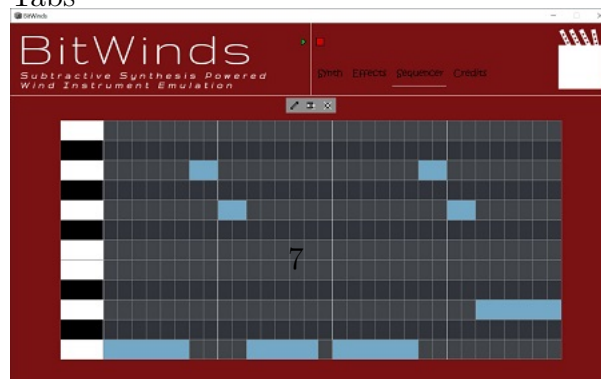 Tabs
BitWinds
BitWinds
Subtractive Synthesis Powered
Wind Instrument Emulation
Synth Effects Sequencer Credits
7